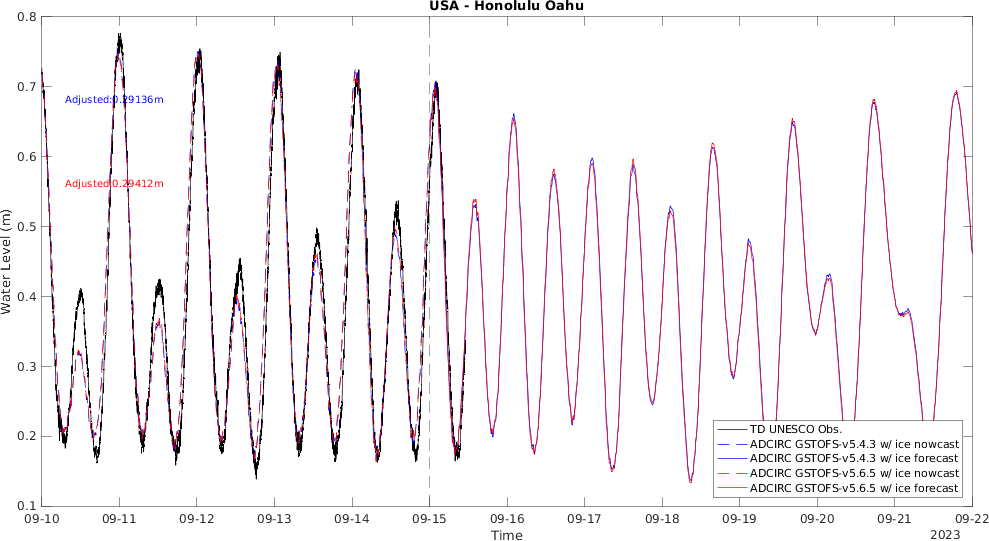 USA - Honolulu Oahu
0.8
0.7
Adjusted:0.29136m
0.6
Adjusted:0.29412m
0.5
Water Level (m)
0.4
0.3
0.2
0.1
TD UNESCO Obs.
ADCIRC GSTOFS-v5.4.3 w/ ice nowcast
ADCIRC GSTOFS-v5.4.3 w/ ice forecast
ADCIRC GSTOFS-v5.6.5 w/ ice nowcast
ADCIRC GSTOFS-v5.6.5 w/ ice forecast
09-10 09-11 09-12 09-13 09-14 09-15 09-16 09-17 09-18 09-19 09-20 09-21 09-22
Time
2023